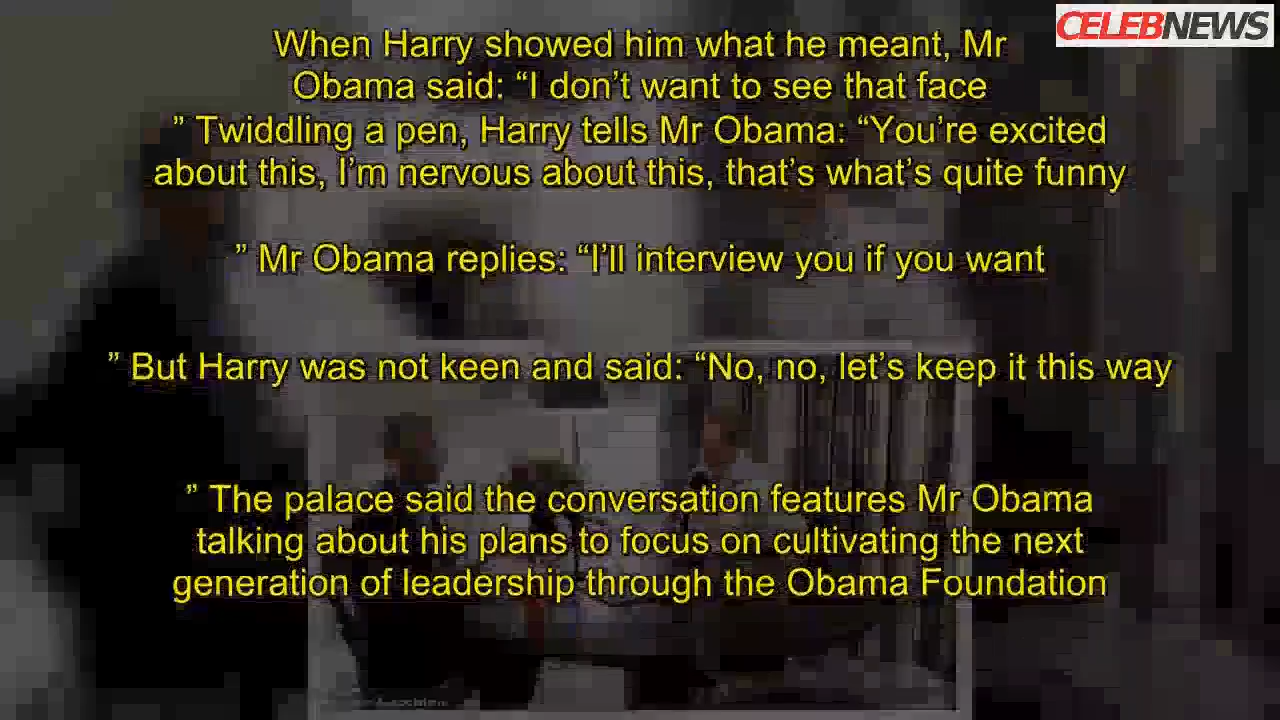 CELEBNEWS
When Harry showed him what he meant, Mr
Obama said: “I don’t want to see that face
” Twiddling a pen, Harry tells Mr Obama: “You’re excited
about this, I’m nervous about this, that’s what’s quite funny
” Mr Obama replies: “I’ll interview you if you want
” But Harry was not keen and said: “No, no, let’s keep it this way
” The palace said the conversation features Mr Obama
talking about his plans to focus on cultivating the next
generation of leadership through the Obama Foundation